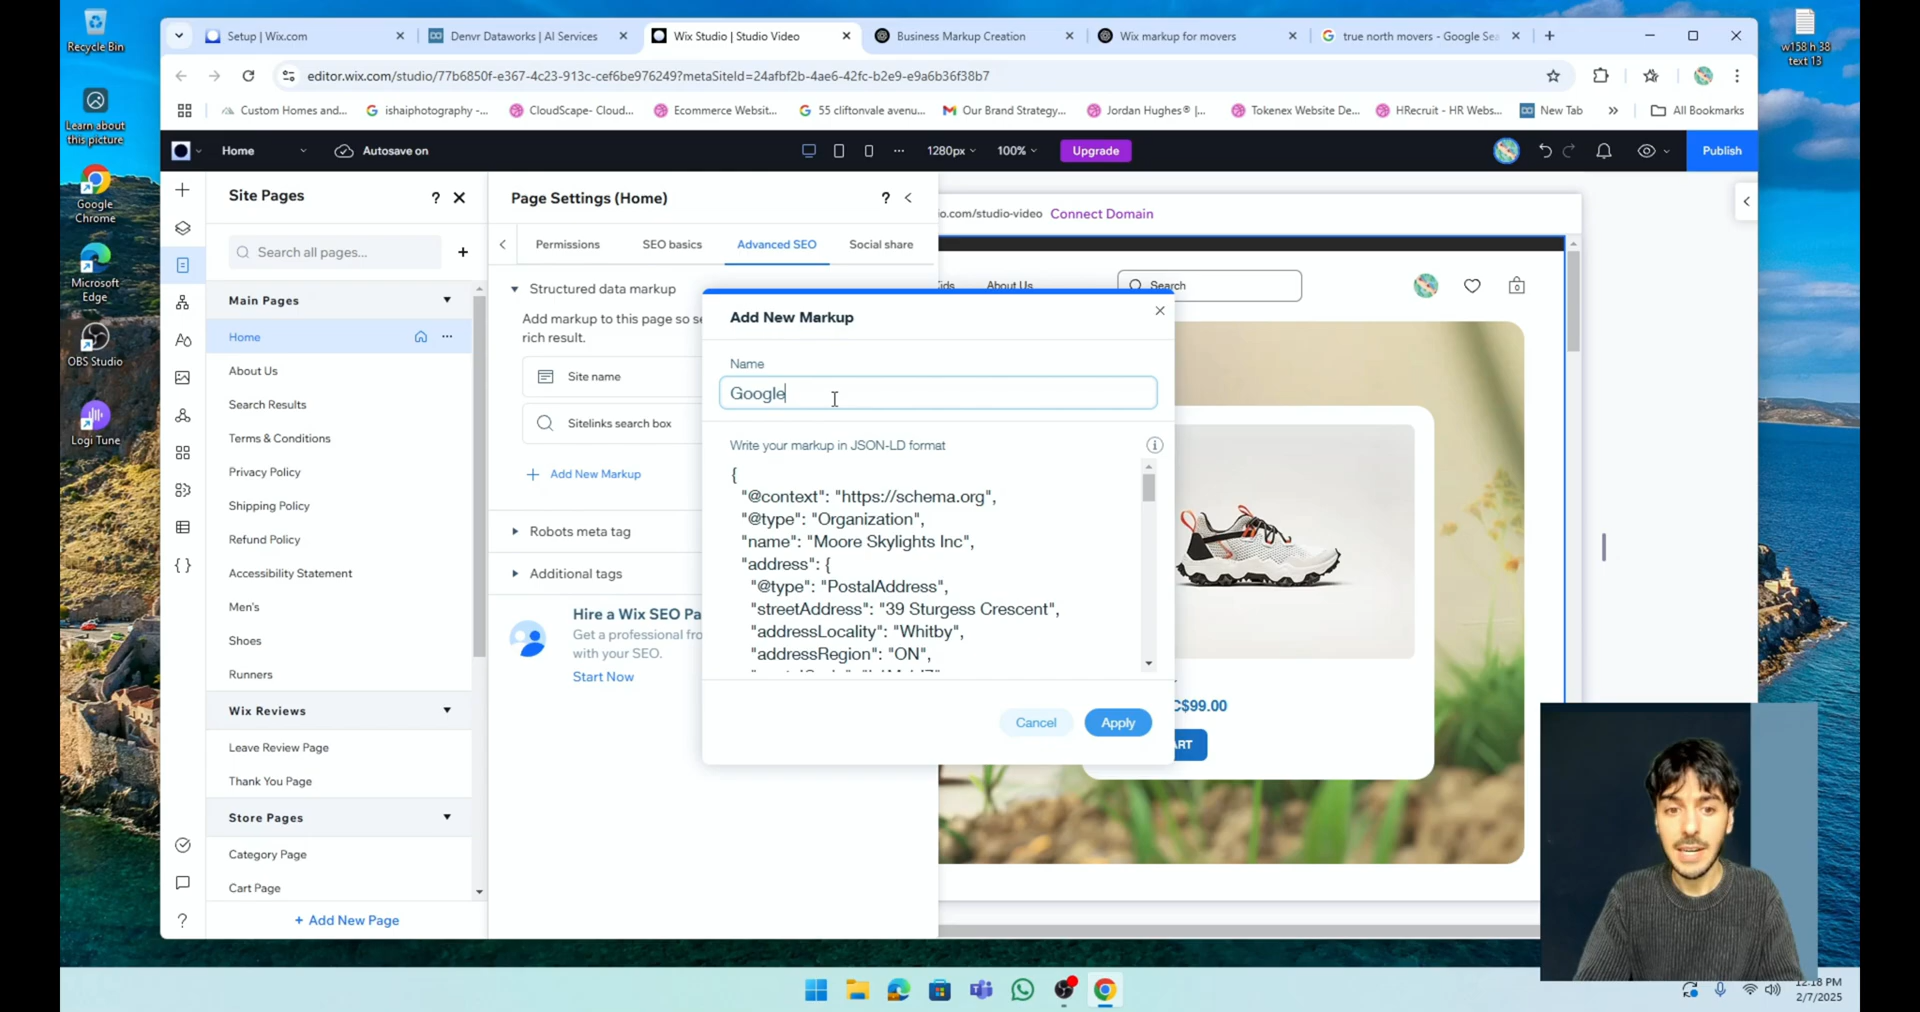 Recycle Bin
Learn about
this picture
Google
Chrome
Microsoft
Edge
OBS Studio
Logi Tune
w158 h 38
text 13
Setup | Wix.com
Denvr Dataworks | AI Services
Wix Studio | Studio Video
Business Markup Creation
Wix markup for movers
true north movers - Google Sea
editor.wix.com/studio/77b6850f-e367-4c23-913c-cef6be976249?metaSiteId=24afbf2b-4ae6-42fc-b2e9-e9a6b36f38b7
Custom Homes and...
ishaiphotography -...
CloudScape- Cloud...
Ecommerce Websit...
55 cliftonvale avenu...
Our Brand Strategy...
Jordan Hughes® |...
Tokenex Website De...
HRecruit - HR Webs...
New Tab
All Bookmarks
Home
Autosave on
1280px
100%
Upgrade
Publish
Site Pages
Search all pages...
Main Pages
Home
About Us
Search Results
Terms & Conditions
Privacy Policy
Shipping Policy
Refund Policy
Accessibility Statement
Men's
Shoes
Runners
Wix Reviews
Leave Review Page
Thank You Page
Store Pages
Category Page
Cart Page
+ Add New Page
Page Settings (Home)
Permissions
SEO basics
Advanced SEO
Social share
Structured data markup
Add markup to this page so se
rich result.
Site name
Sitelinks search box
Add New Markup
Robots meta tag
Additional tags
Hire a Wix SEO Pa
Get a professional fro
with your SEO.
Start Now
o.com/studio-video
Connect Domain
Kids
About Us
Search
0
C$99.00
ART
Add New Markup
Name
Google
Write your markup in JSON-LD format
{
"@context": "https://schema.org",
"@type": "Organization",
"name": "Moore Skylights Inc",
"address": {
"@type": "PostalAddress",
"streetAddress": "39 Sturgess Crescent",
"addressLocality": "Whitby",
"addressRegion": "ON",
Cancel
Apply
12:18 PM
2/7/2025